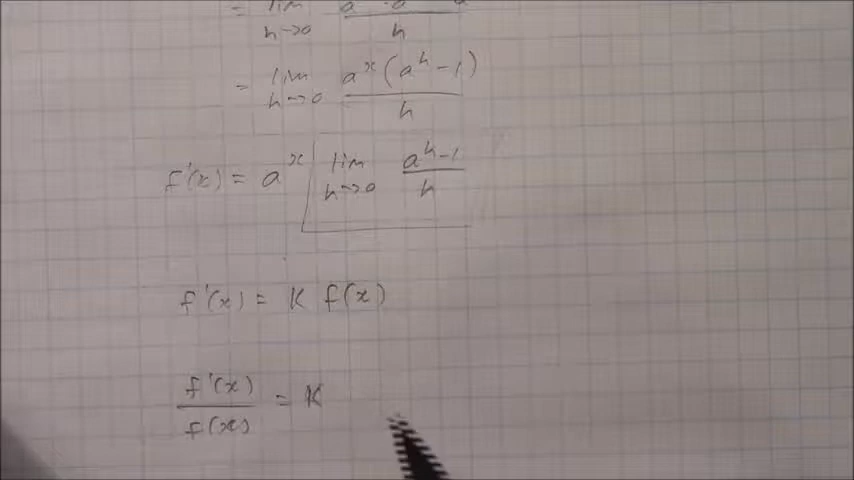 = lim a^x · a^h - a^x / h
h→0
= lim a^x (a^h - 1) / h
h→0
f'(x) = a^x lim (a^h - 1) / h
h→0
f'(x) = K f(x)
f'(x) / f(x) = K